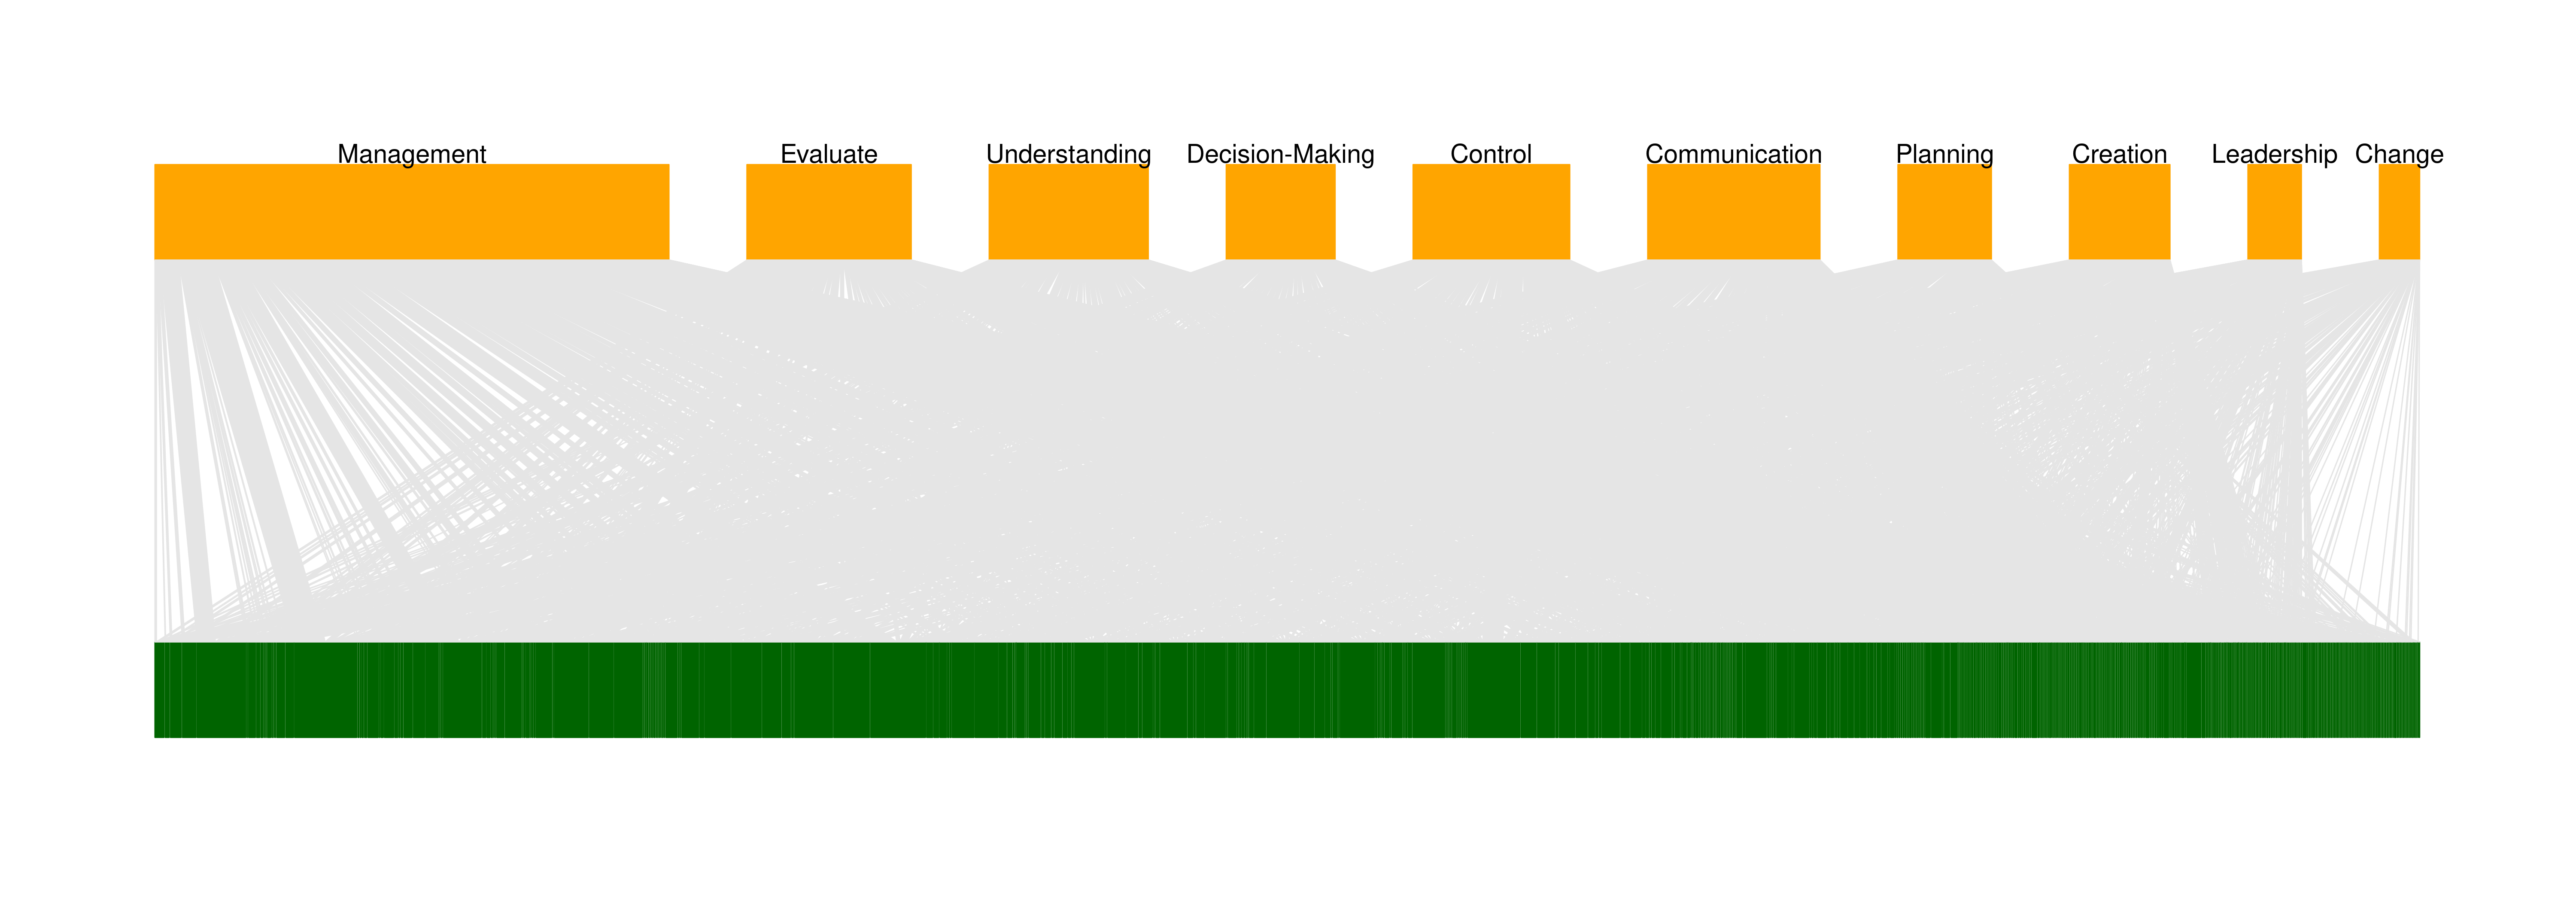 Management Evaluate Understanding Decision-Making Control Communication Planning Creation Leadership Change